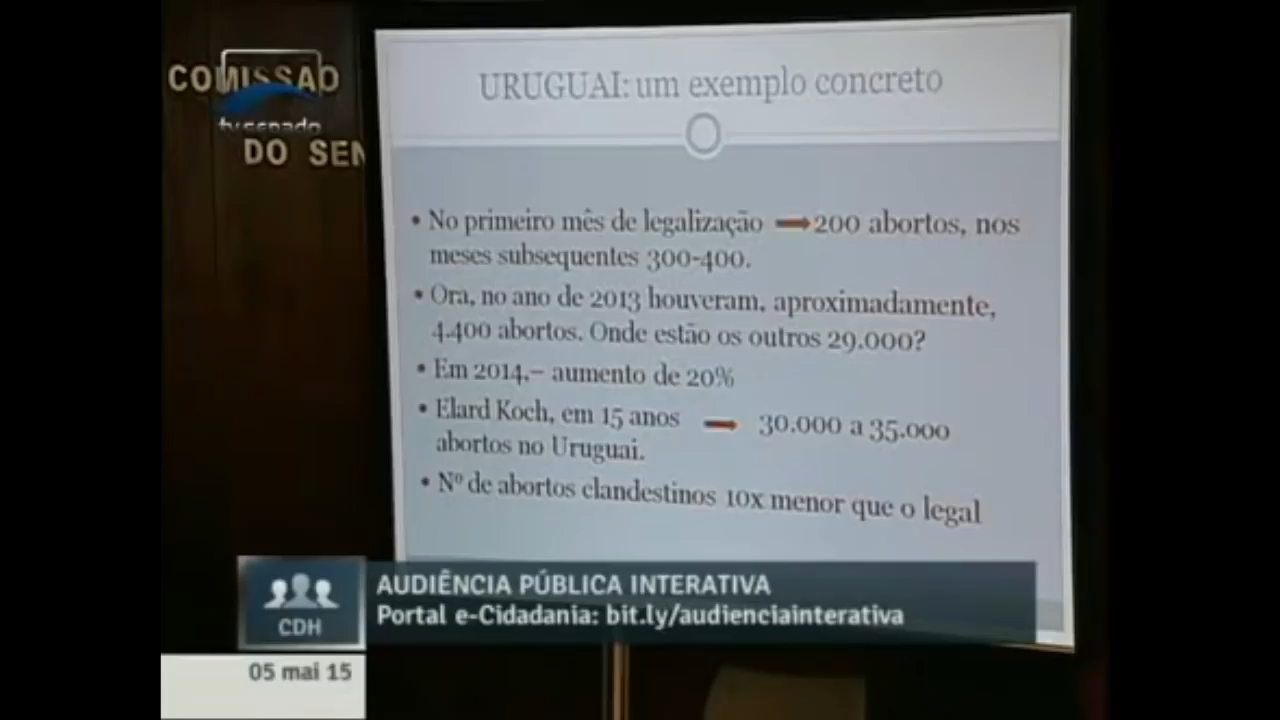 COMISSÃO
tv senado
DO SEN
URUGUAI: um exemplo concreto
• No primeiro mês de legalização → 200 abortos, nos
meses subsequentes 300-400.
• Ora, no ano de 2013 houveram, aproximadamente,
4.400 abortos. Onde estão os outros 29.000?
• Em 2014.– aumento de 20%
• Elard Koch, em 15 anos → 30.000 a 35.000
abortos no Uruguai.
• Nº de abortos clandestinos 10x menor que o legal
AUDIÊNCIA PÚBLICA INTERATIVA
Portal e-Cidadania: bit.ly/audienciainterativa
CDH
05 mai 15